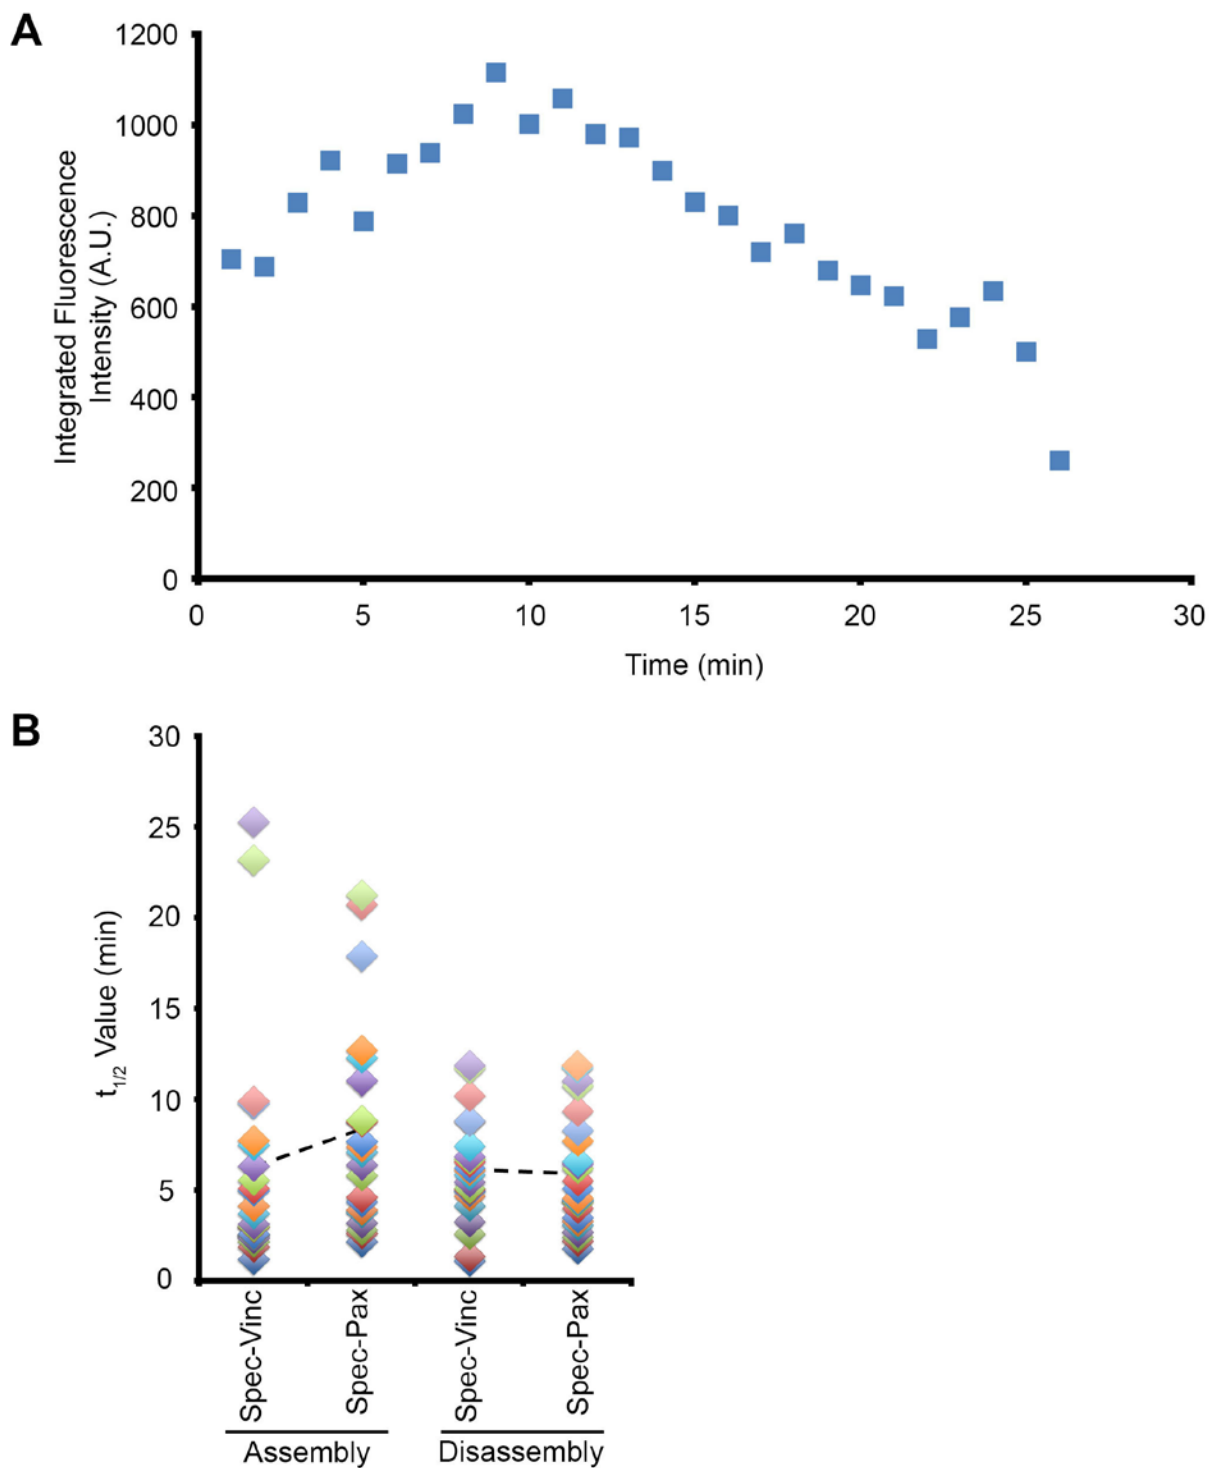 A
1200
1000
800
600
400
200
0
Integrated Fluorescence
Intensity (A.U.)
0 5 10 15 20 25 30
Time (min)
B
30
25
20
15
10
5
0
t1/2 Value (min)
Spec-Vinc
Spec-Pax
Spec-Vinc
Spec-Pax
Assembly Disassembly